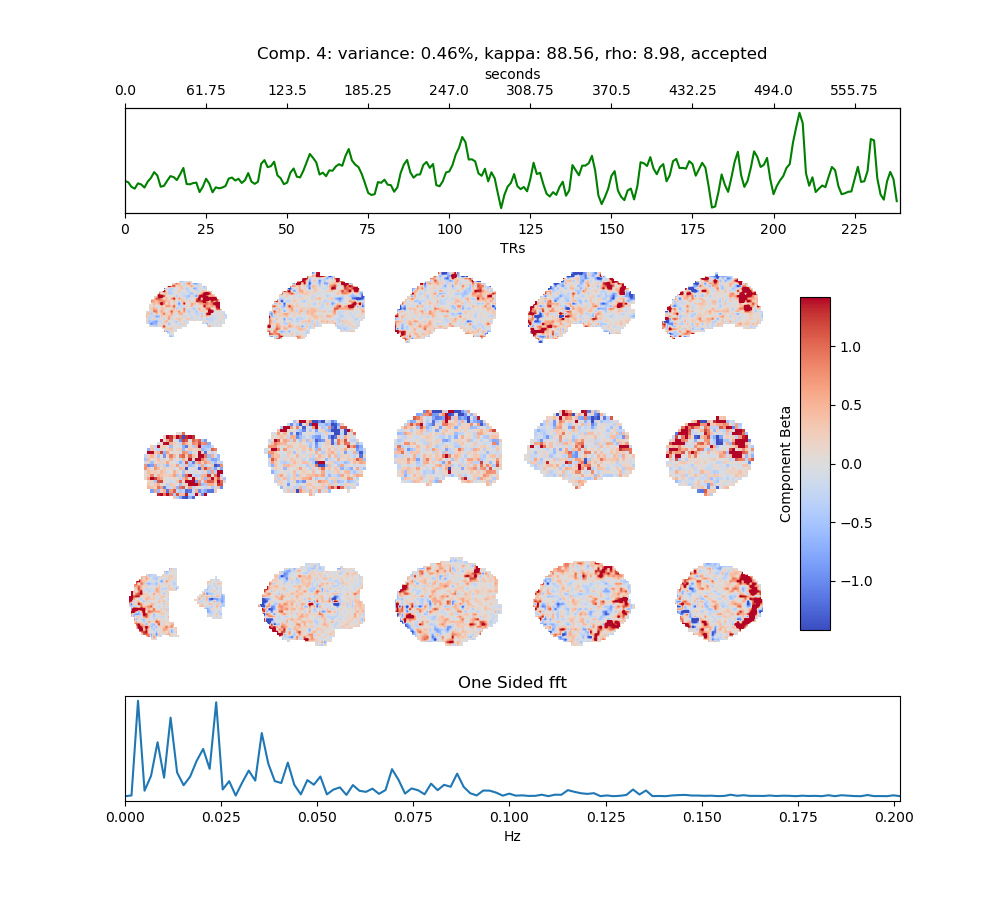 Comp. 4: variance: 0.46%, kappa: 88.56, rho: 8.98, accepted
seconds
0.0 61.75 123.5 185.25 247.0 308.75 370.5 432.25 494.0 555.75
0 25 50 75 100 125 150 175 200 225
TRs
1.0
0.5
0.0
−0.5
−1.0
Component Beta
One Sided fft
0.000 0.025 0.050 0.075 0.100 0.125 0.150 0.175 0.200
Hz